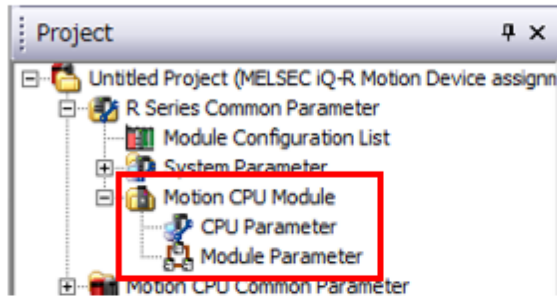 Project
Untitled Project (MELSEC iQ-R Motion Device assignm
R Series Common Parameter
Module Configuration List
System Parameter
Motion CPU Module
CPU Parameter
Module Parameter
Motion CPU Common Parameter